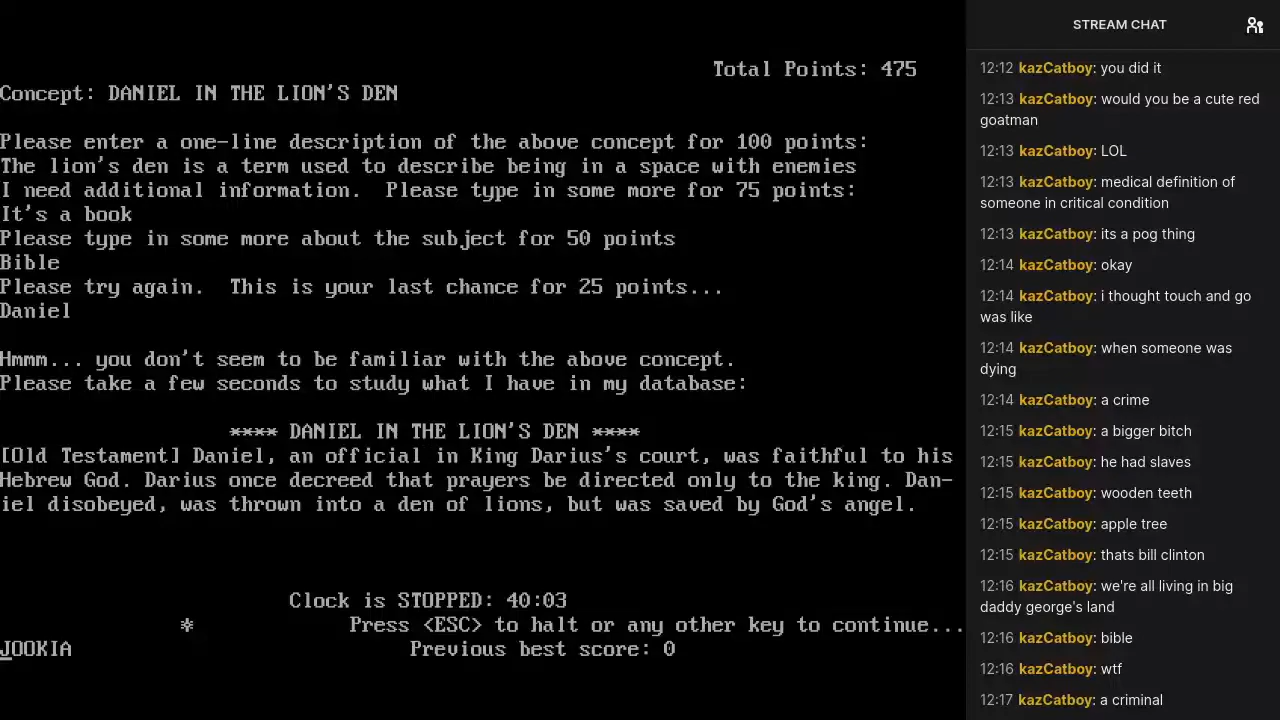 Total Points: 475
Concept: DANIEL IN THE LION'S DEN
Please enter a one-line description of the above concept for 100 points:
The lion's den is a term used to describe being in a space with enemies
I need additional information.  Please type in some more for 75 points:
It's a book
Please type in some more about the subject for 50 points
Bible
Please try again.  This is your last chance for 25 points...
Daniel
Hmmm... you don't seem to be familiar with the above concept.
Please take a few seconds to study what I have in my database:
**** DANIEL IN THE LION'S DEN ****
[Old Testament] Daniel, an official in King Darius's court, was faithful to his
Hebrew God. Darius once decreed that prayers be directed only to the king. Dan-
iel disobeyed, was thrown into a den of lions, but was saved by God's angel.
Clock is STOPPED: 40:03
* Press <ESC> to halt or any other key to continue...
JOOKIA Previous best score: 0
STREAM CHAT
12:12 kazCatboy: you did it
12:13 kazCatboy: would you be a cute red
goatman
12:13 kazCatboy: LOL
12:13 kazCatboy: medical definition of
someone in critical condition
12:13 kazCatboy: its a pog thing
12:14 kazCatboy: okay
12:14 kazCatboy: i thought touch and go
was like
12:14 kazCatboy: when someone was
dying
12:14 kazCatboy: a crime
12:15 kazCatboy: a bigger bitch
12:15 kazCatboy: he had slaves
12:15 kazCatboy: wooden teeth
12:15 kazCatboy: apple tree
12:15 kazCatboy: thats bill clinton
12:16 kazCatboy: we're all living in big
daddy george's land
12:16 kazCatboy: bible
12:16 kazCatboy: wtf
12:17 kazCatboy: a criminal